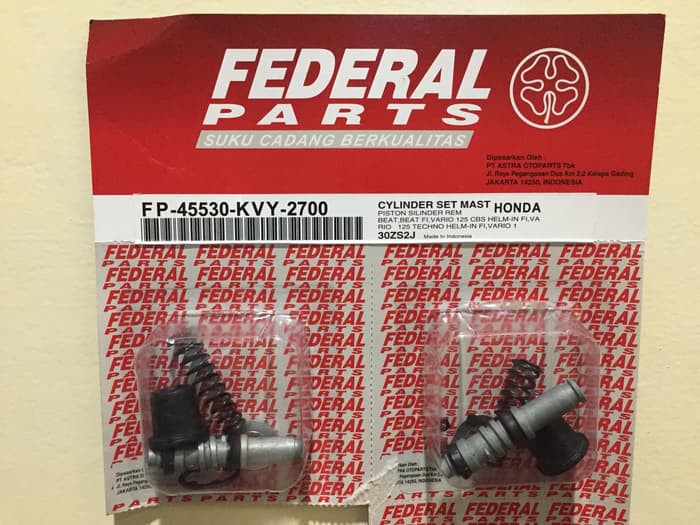 FEDERAL
PARTS
SUKU CADANG BERKUALITAS
Dipasarkan Oleh :
PT ASTRA OTOPARTS Tbk
Jl. Raya Pegangsaan Dua Km 2,2 Kelapa Gading
JAKARTA 14250, INDONESIA
FP-45530-KVY-2700
CYLINDER SET MAST HONDA
PISTON SILINDER REM
BEAT,BEAT FI,VARIO 125 CBS HELM-IN FI,VA
RIO 125 TECHNO HELM-IN FI,VARIO 1
30ZS2J Made In Indonesia